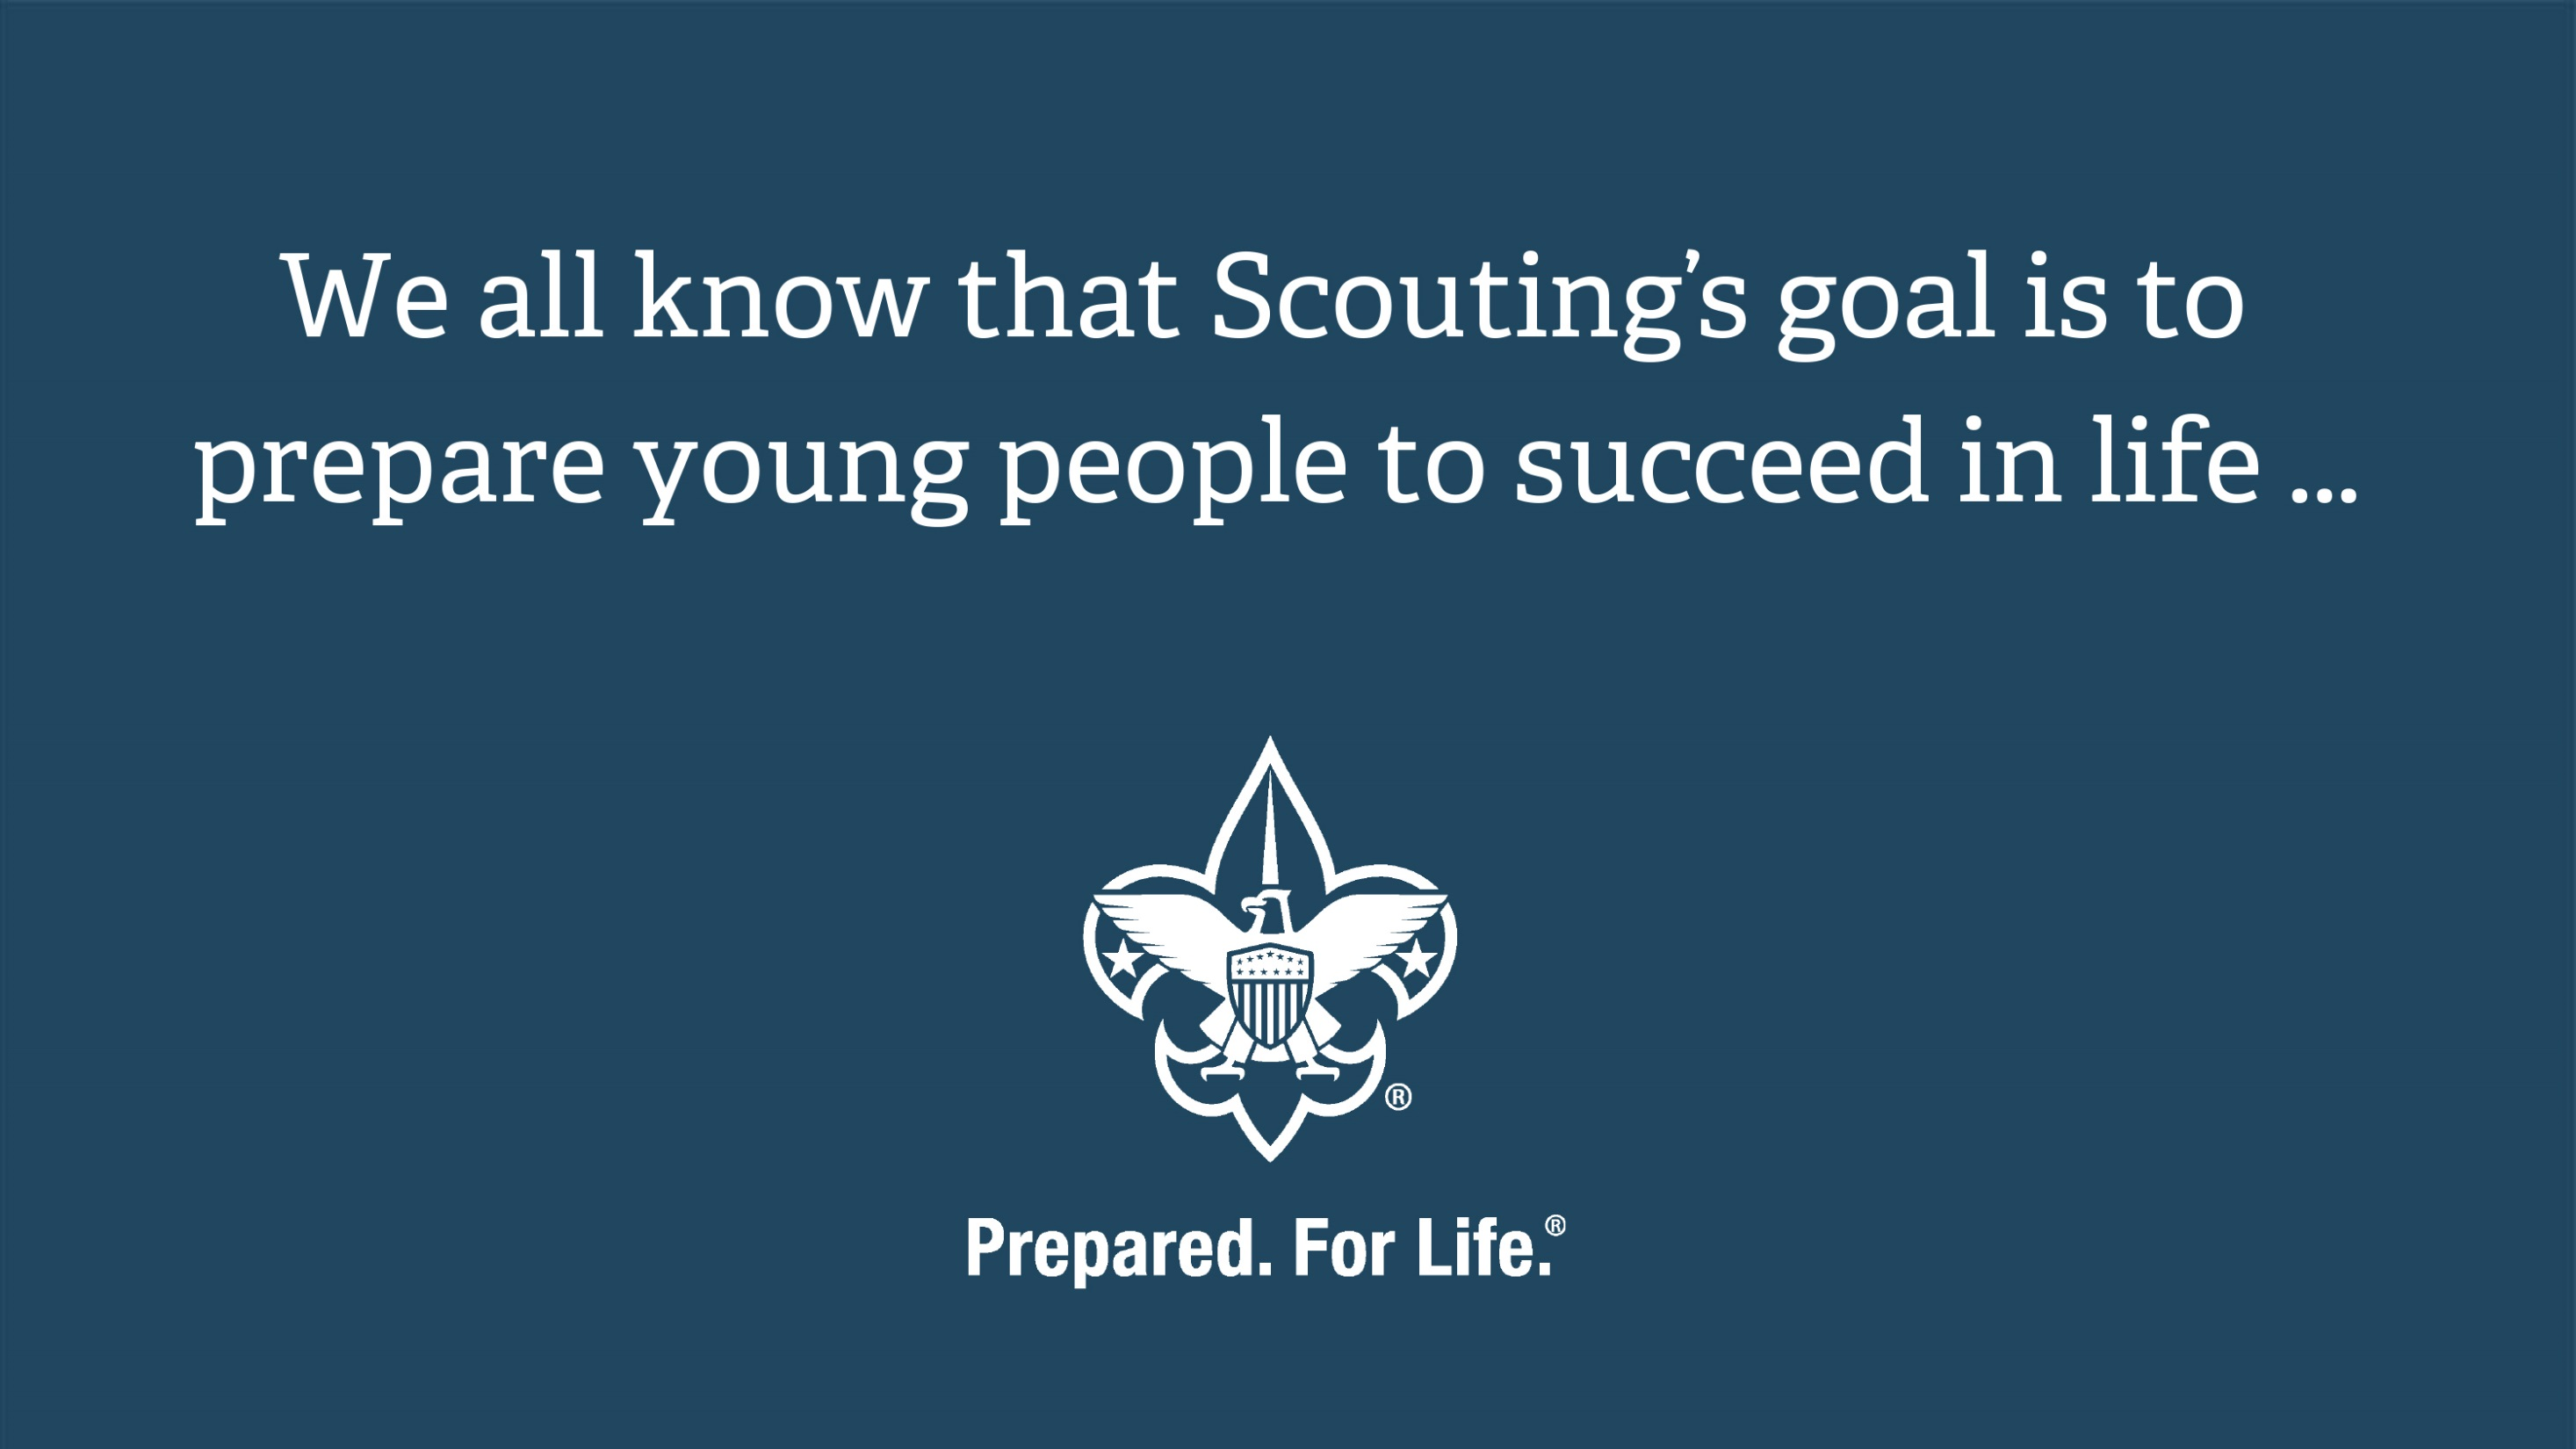 We all know that Scouting’s goal is to
prepare young people to succeed in life ...
®
Prepared. For Life.®